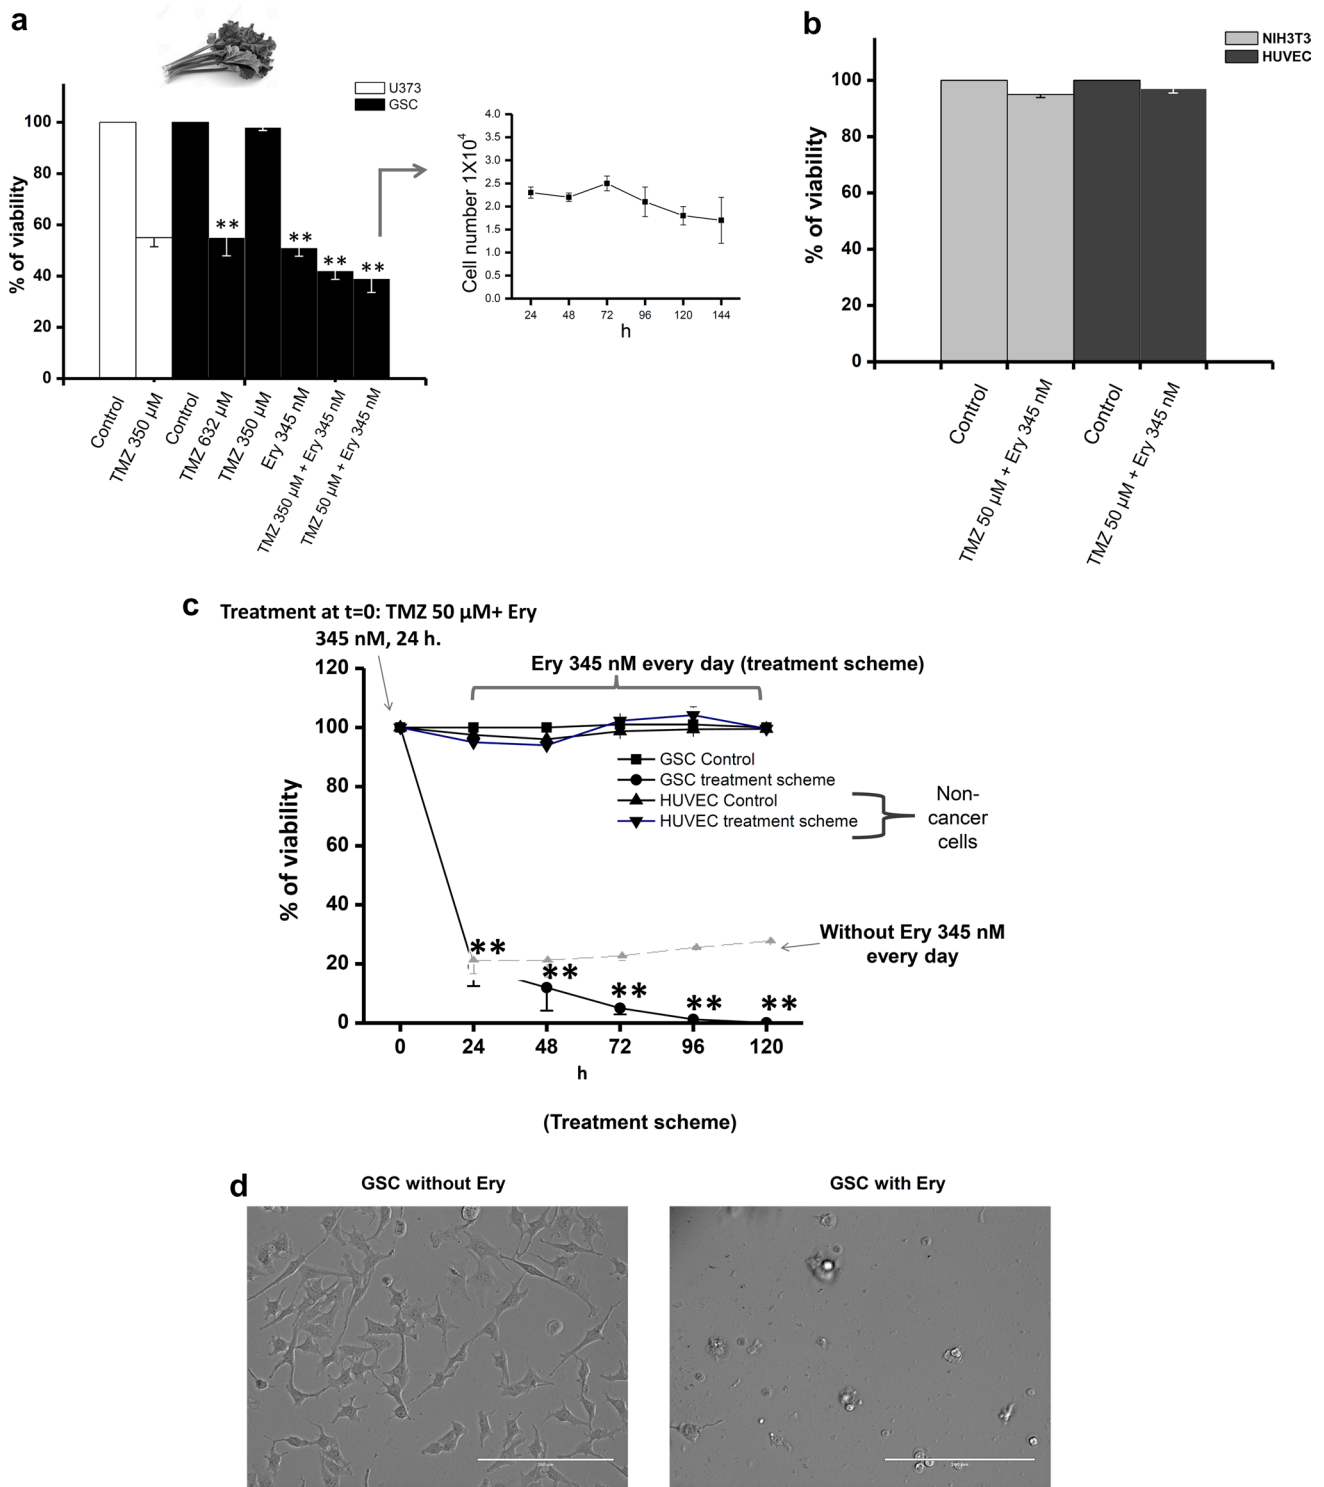 a
U373
GSC
100
80
60
40
20
0
% of viability
**
**
**
**
Control
TMZ 350 µM
Control
TMZ 632 µM
TMZ 350 µM
Ery 345 nM
TMZ 350 µM + Ery 345 nM
TMZ 50 µM + Ery 345 nM
4.0
3.5
3.0
2.5
2.0
1.5
1.0
0.5
0.0
Cell number 1X10⁴
24 48 72 96 120 144
h
b
NIH3T3
HUVEC
100
80
60
40
20
0
% of viability
Control
TMZ 50 µM + Ery 345 nM
Control
TMZ 50 µM + Ery 345 nM
c
Treatment at t=0: TMZ 50 µM+ Ery
345 nM, 24 h.
Ery 345 nM every day (treatment scheme)
120
100
80
60
40
20
0
% of viability
GSC Control
GSC treatment scheme
HUVEC Control
HUVEC treatment scheme
Non-
cancer
cells
Without Ery 345 nM
every day
**
**
**
**
**
0 24 48 72 96 120
h
(Treatment scheme)
d
GSC without Ery
GSC with Ery
200 µm